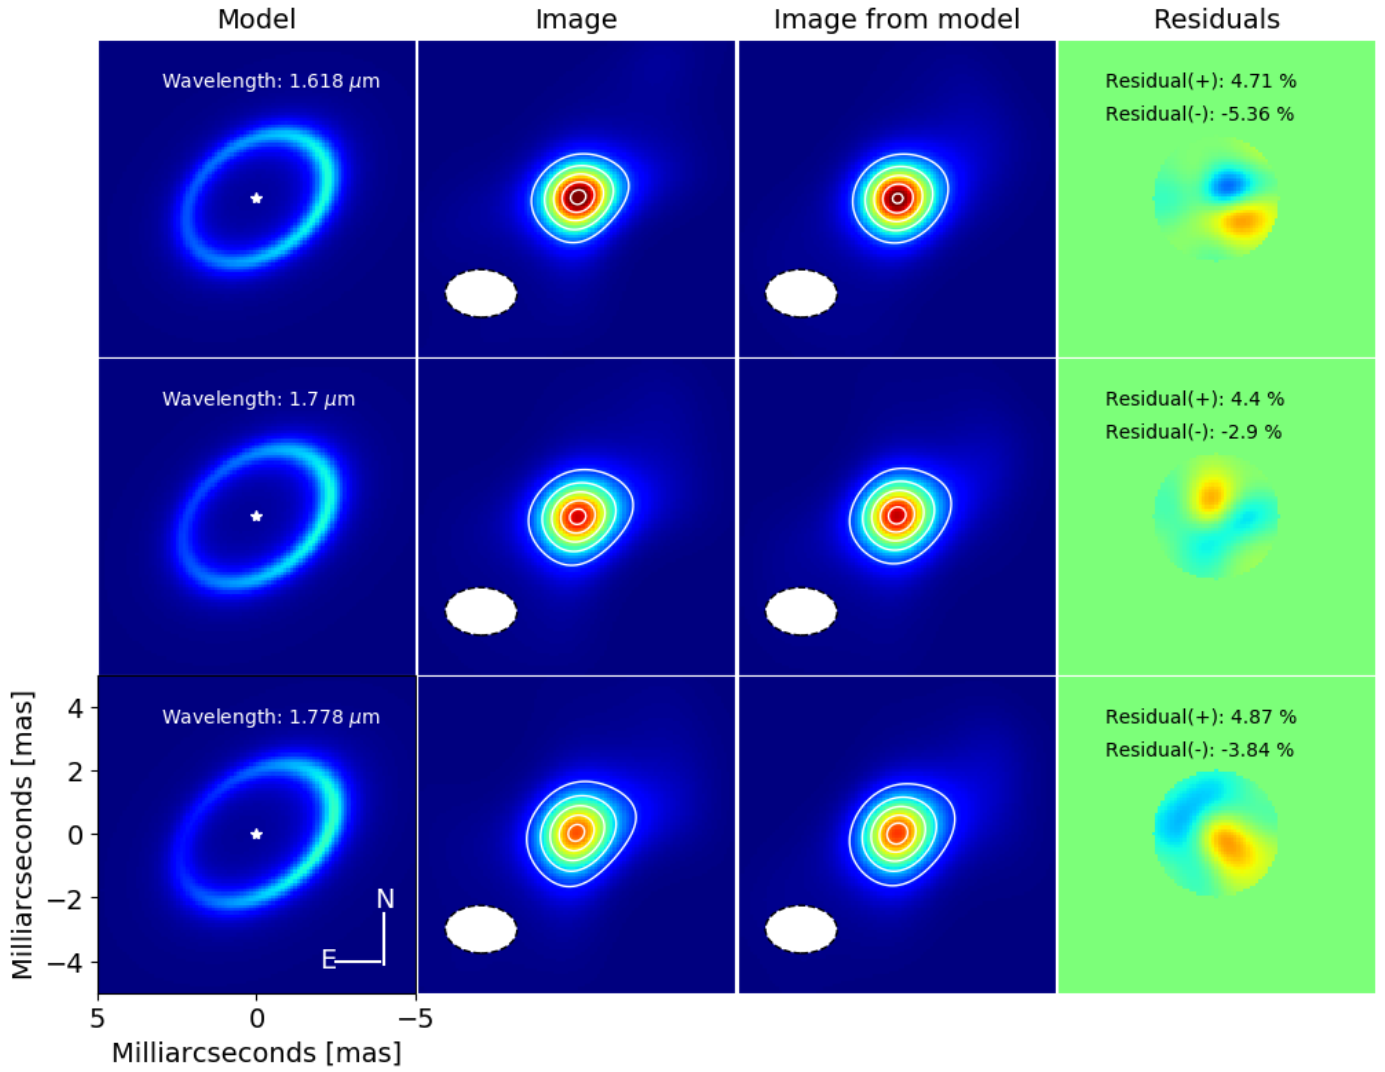 Model Image Image from model Residuals
Wavelength: 1.618 μm
Residual(+): 4.71 %
Residual(-): -5.36 %
Wavelength: 1.7 μm
Residual(+): 4.4 %
Residual(-): -2.9 %
Wavelength: 1.778 μm
Residual(+): 4.87 %
Residual(-): -3.84 %
Milliarcseconds [mas]
4
2
0
−2
−4
N
E
5 0 −5
Milliarcseconds [mas]